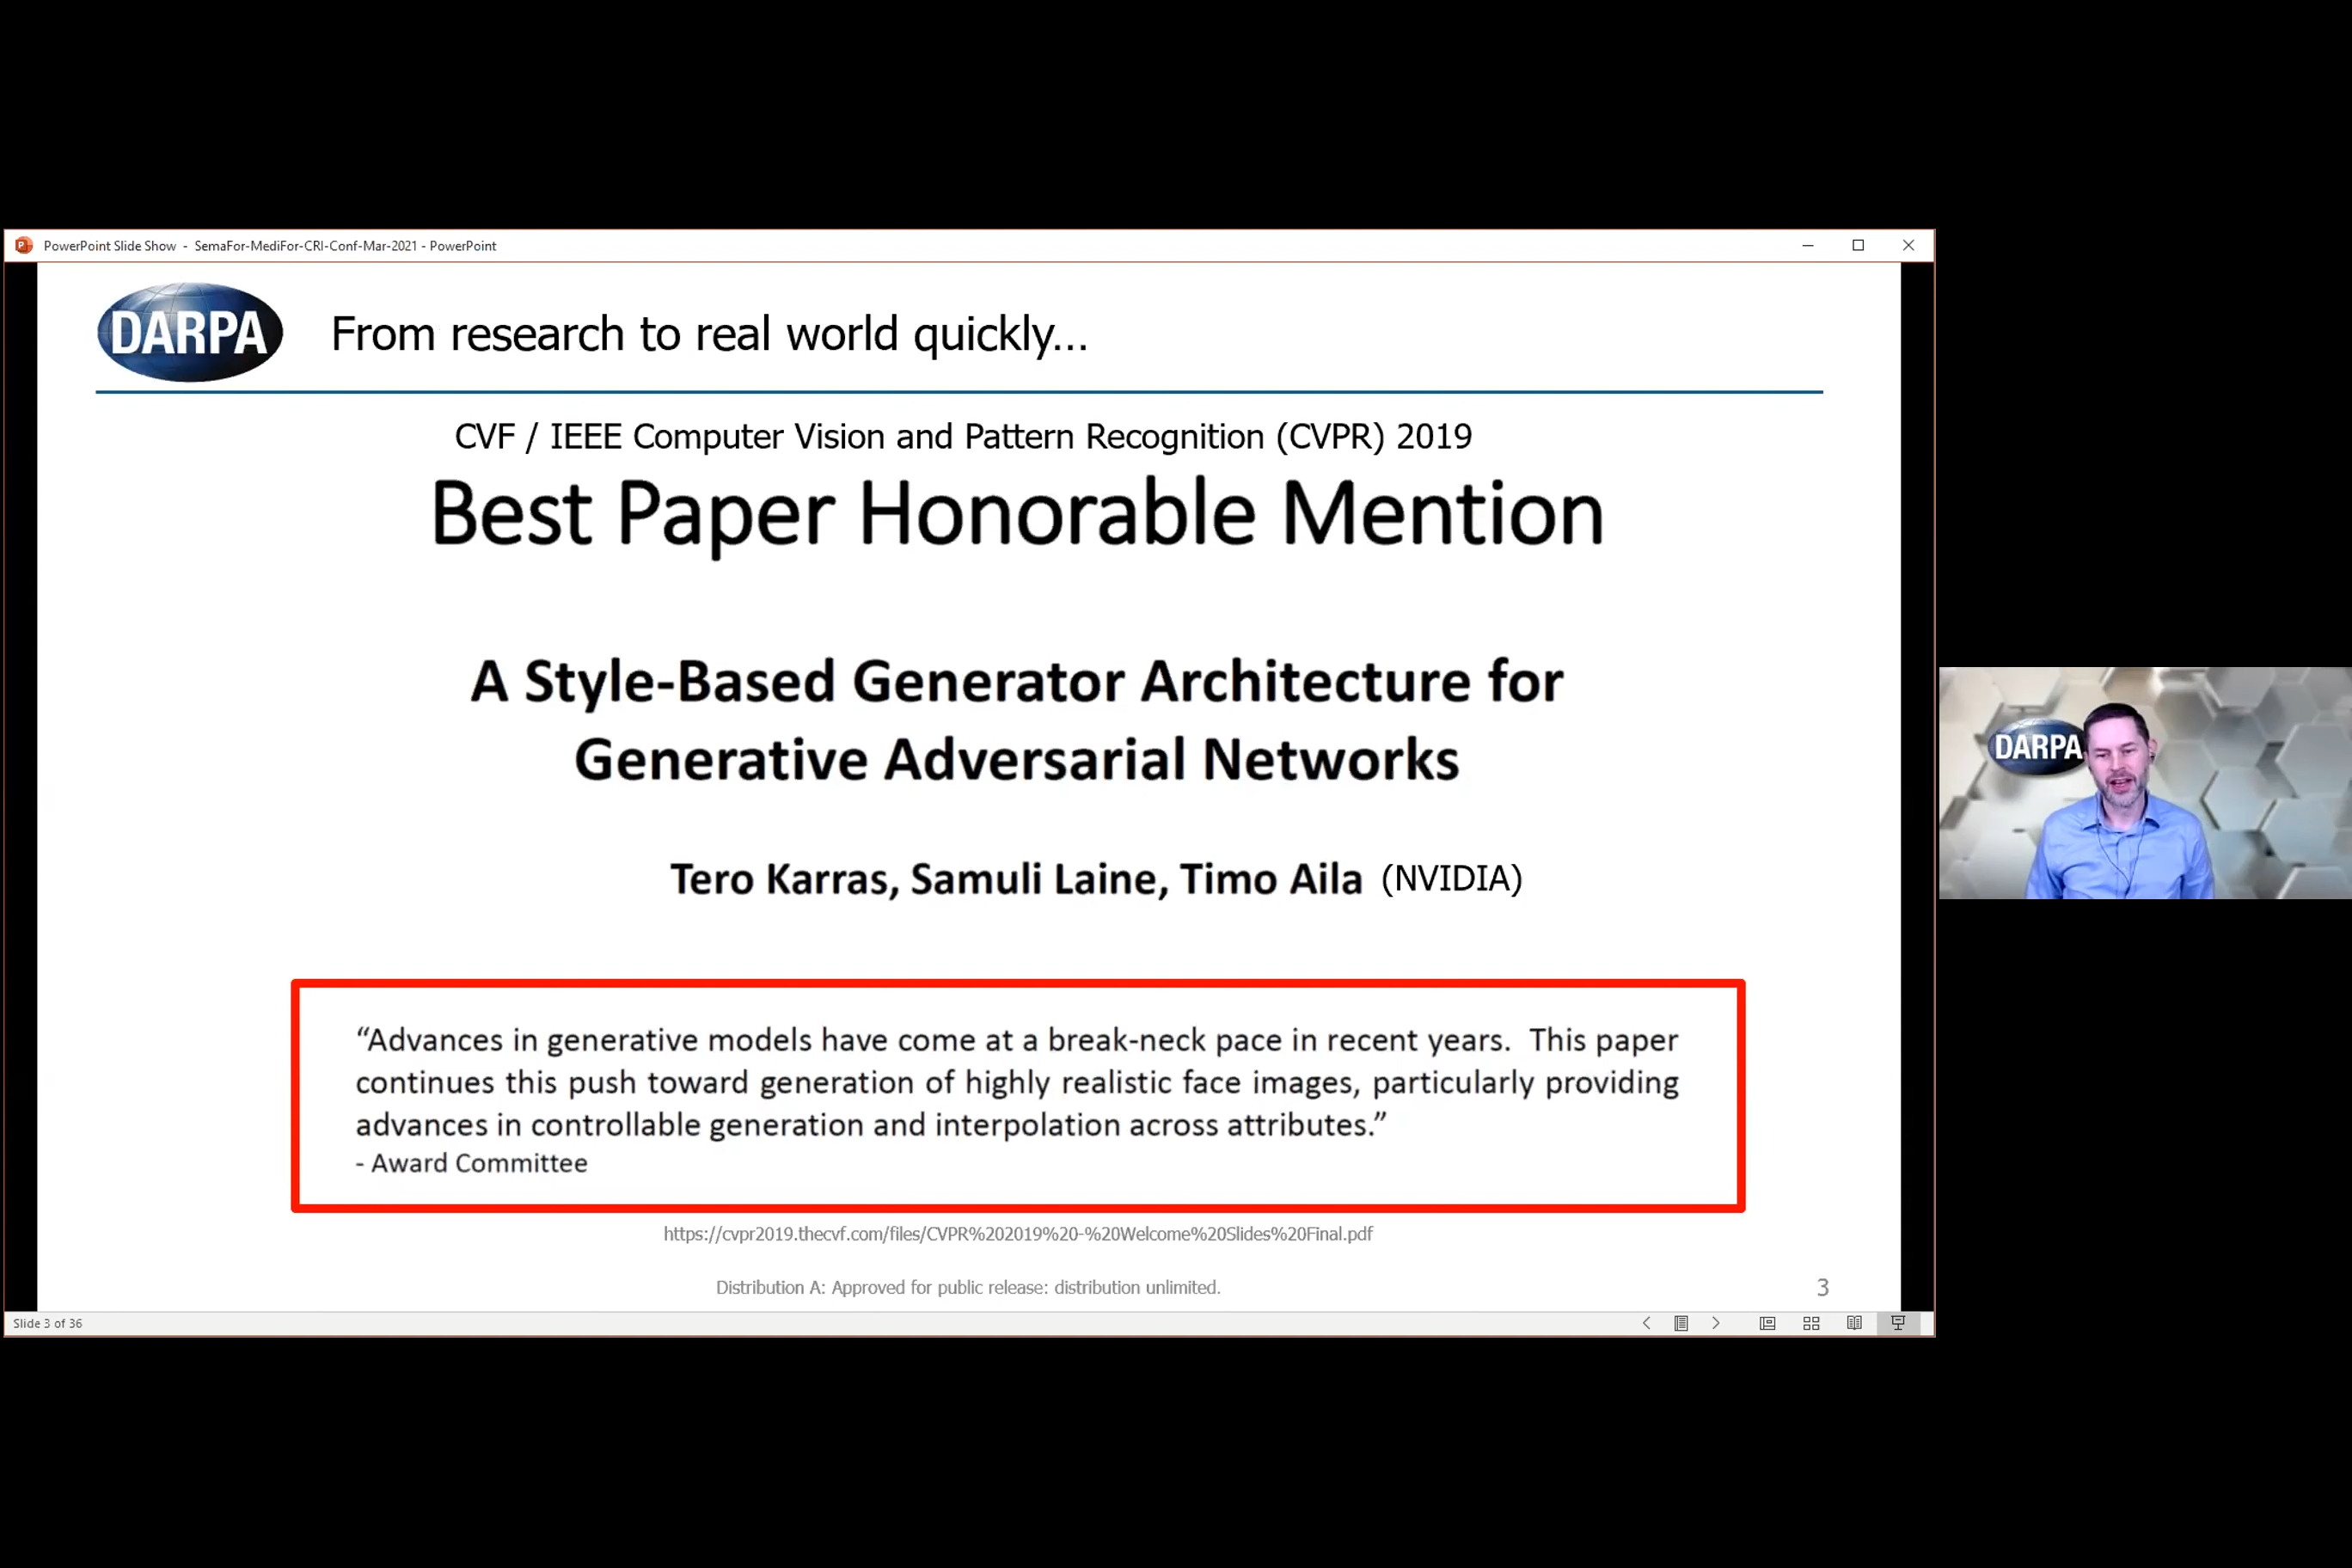 PowerPoint Slide Show - SemaFor-MediFor-CRI-Conf-Mar-2021 - PowerPoint
DARPA
From research to real world quickly...
CVF / IEEE Computer Vision and Pattern Recognition (CVPR) 2019
Best Paper Honorable Mention
A Style-Based Generator Architecture for
Generative Adversarial Networks
Tero Karras, Samuli Laine, Timo Aila (NVIDIA)
“Advances in generative models have come at a break-neck pace in recent years. This paper
continues this push toward generation of highly realistic face images, particularly providing
advances in controllable generation and interpolation across attributes.”
- Award Committee
https://cvpr2019.thecvf.com/files/CVPR%202019%20-%20Welcome%20Slides%20Final.pdf
Distribution A: Approved for public release: distribution unlimited.
3
Slide 3 of 36
DARPA